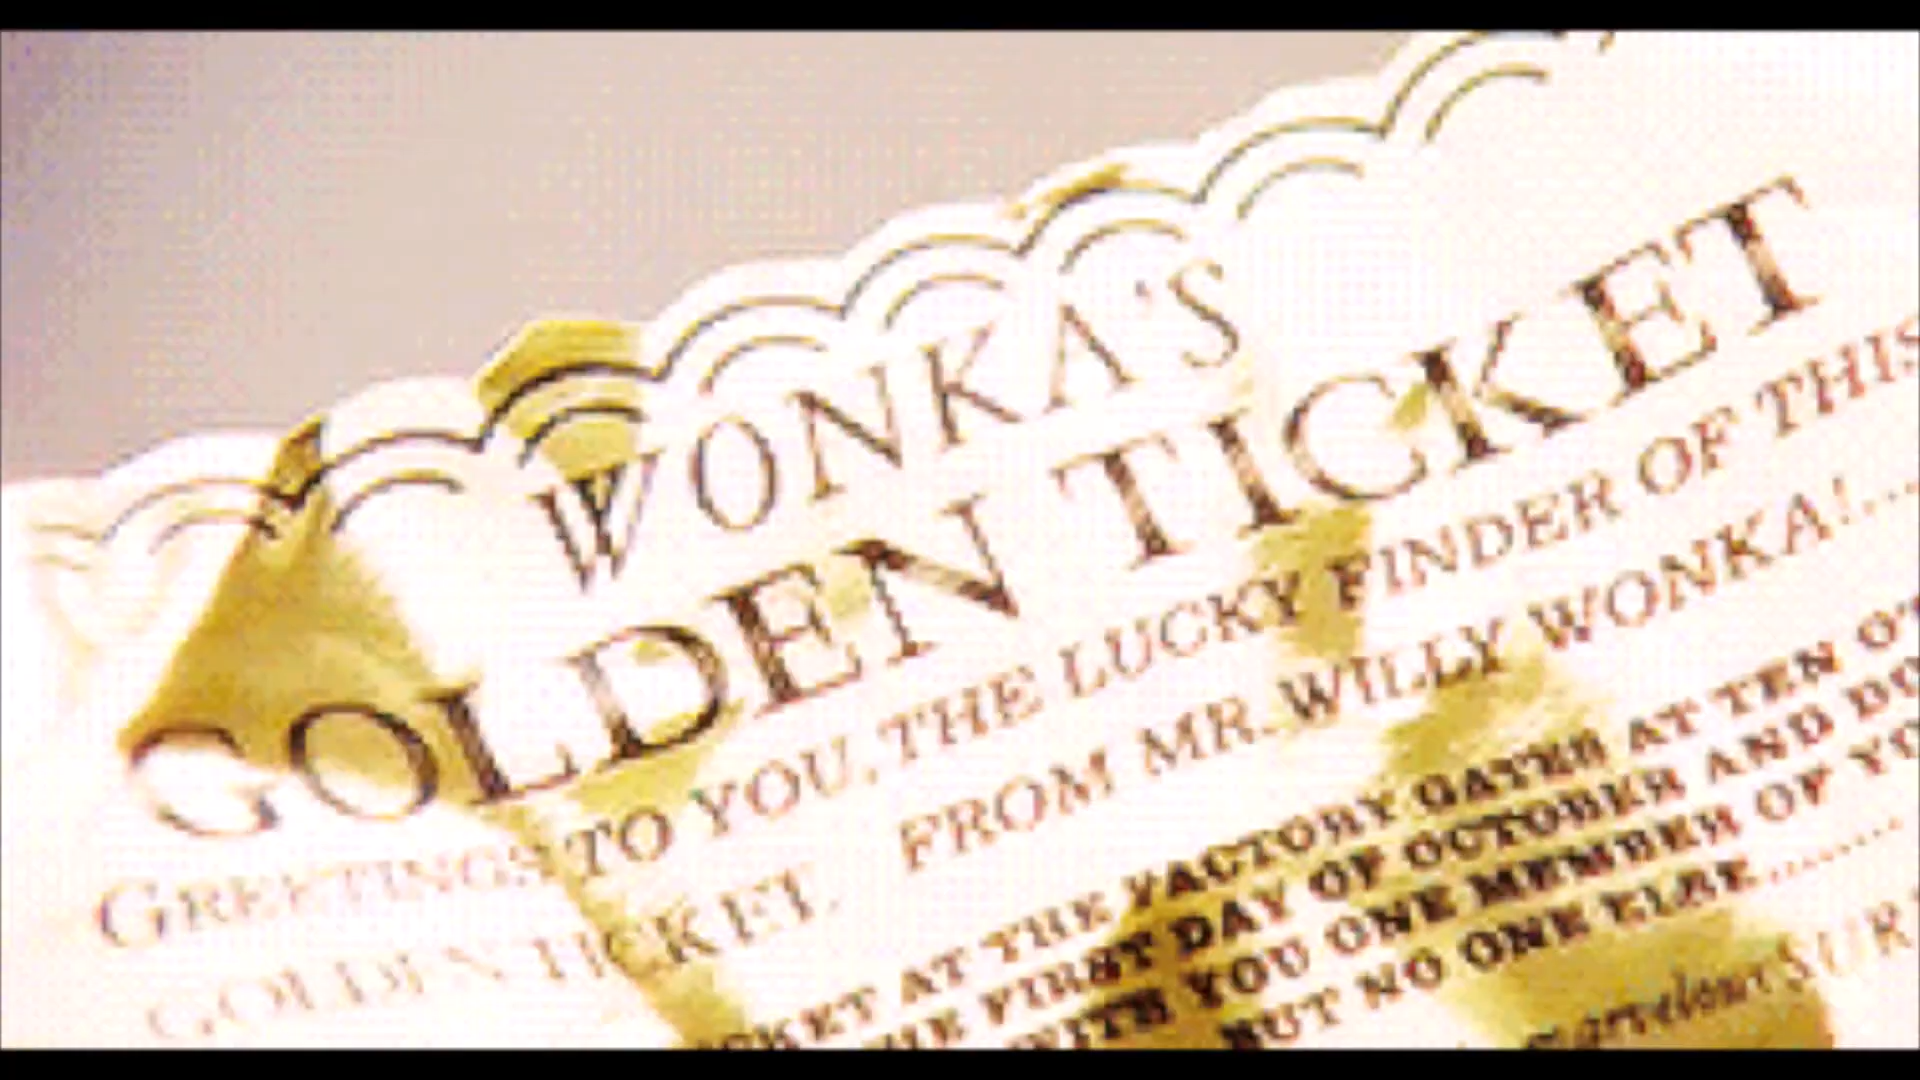 WONKA'S
GOLDEN TICKET
GREETINGS TO YOU, THE LUCKY FINDER OF THIS
GOLDEN TICKET. FROM MR. WILLY WONKA!...
AT THE FACTORY GATES AT TEN
THE FIRST DAY OF OCTOBER AND DO
WITH YOU ONE MEMBER OF YO
BUT NO ONE ELSE........